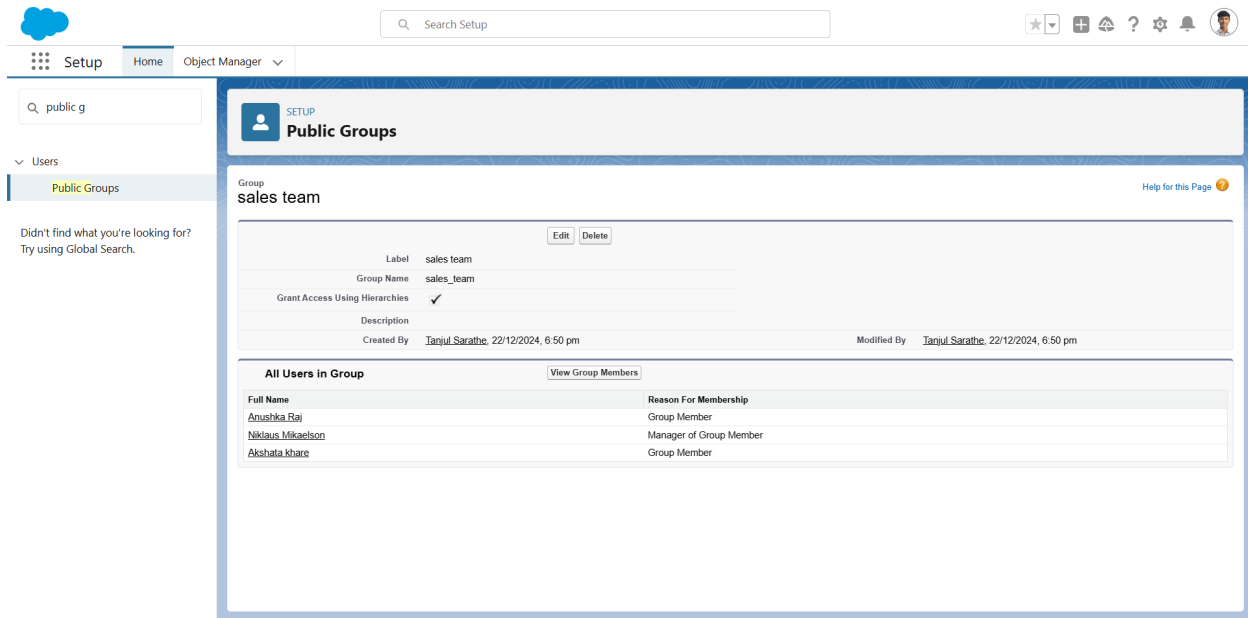 Search Setup
Setup
Home
Object Manager
public g
Users
Public Groups
Didn't find what you're looking for?
Try using Global Search.
SETUP
Public Groups
Group
sales team
Help for this Page
Edit Delete
Label sales team
Group Name sales_team
Grant Access Using Hierarchies
Description
Created By Tanjul Sarathe, 22/12/2024, 6:50 pm Modified By Tanjul Sarathe, 22/12/2024, 6:50 pm
All Users in Group View Group Members
Full Name Reason For Membership
Anushka Raj Group Member
Niklaus Mikaelson Manager of Group Member
Akshata khare Group Member